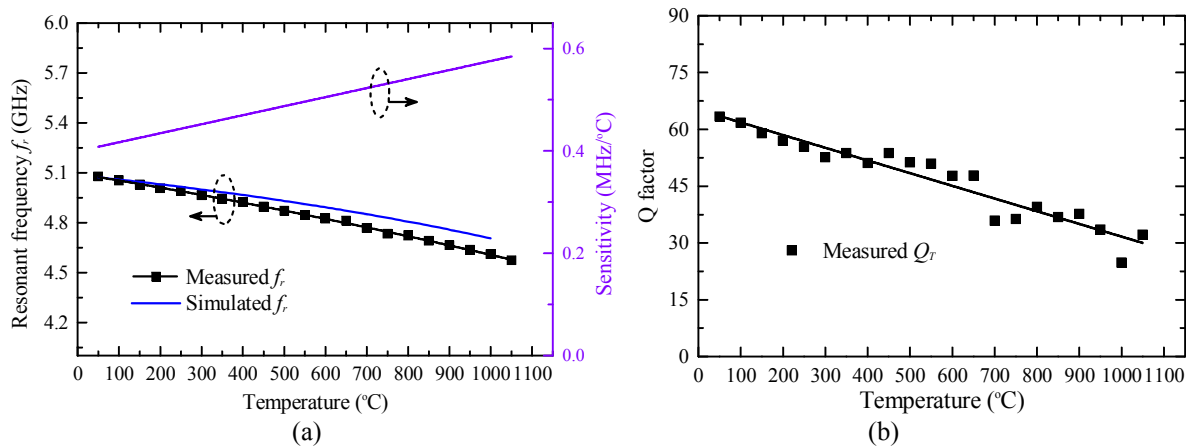 6.0
5.7
5.4
5.1
4.8
4.5
4.2
Resonant frequency fr (GHz)
0.6
0.4
0.2
0.0
Sensitivity (MHz/°C)
Measured fr
Simulated fr
0 100 200 300 400 500 600 700 800 900 1000 1100
Temperature (°C)
(a)
90
75
60
45
30
15
0
Q factor
Measured QT
0 100 200 300 400 500 600 700 800 900 1000 1100
Temperature (°C)
(b)